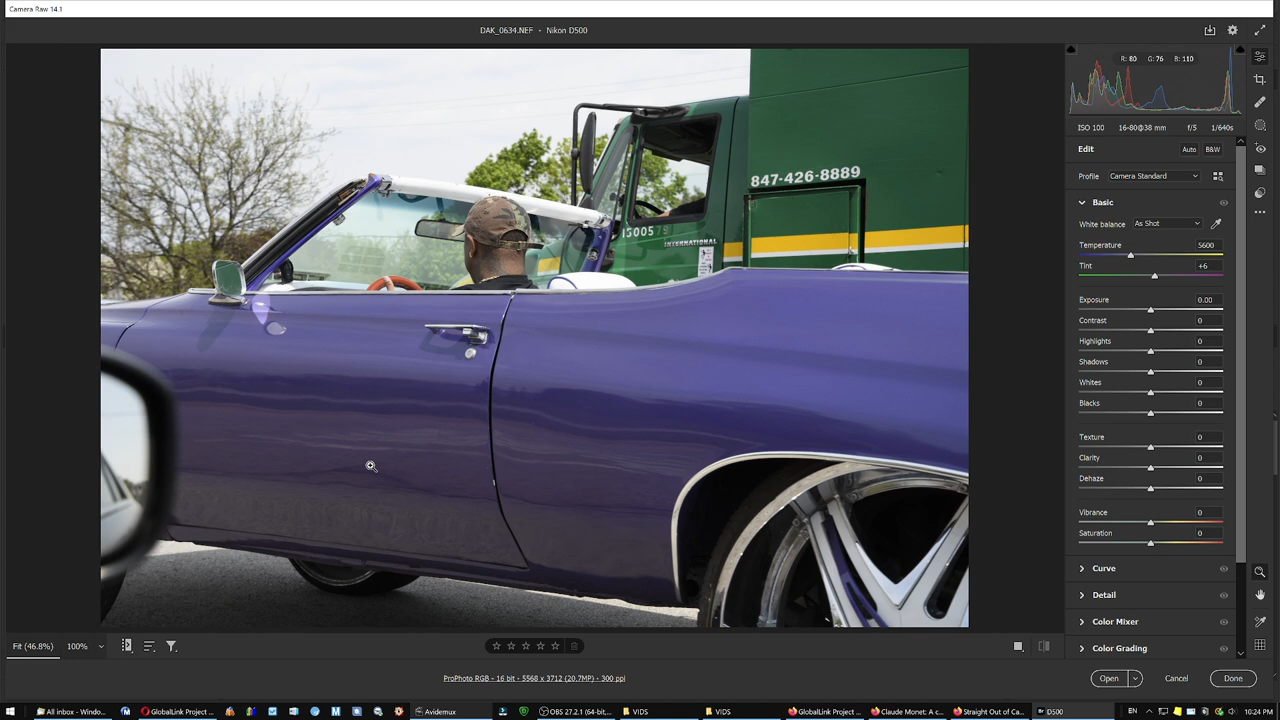 Camera Raw 14.1
DAK_0634.NEF - Nikon D500
R: 80 G: 76 B: 110
ISO 100 16-80@38 mm f/5 1/640s
Edit Auto B&W
Profile Camera Standard
Basic
White balance As Shot
Temperature 5600
Tint +6
Exposure 0.00
Contrast 0
Highlights 0
Shadows 0
Whites 0
Blacks 0
Texture 0
Clarity 0
Dehaze 0
Vibrance 0
Saturation 0
Curve
Detail
Color Mixer
Color Grading
847-426-8889
INTERNATIONAL
Fit (46.8%) 100%
ProPhoto RGB - 16 bit - 5568 x 3712 (20.7MP) - 300 ppi
Open Cancel Done
All inbox - Windo...
GlobalLink Project ...
Avidemux
OBS 27.2.1 (64-bit,...
VIDS
VIDS
GlobalLink Project ...
Claude Monet: A c...
Straight Out of Ca...
D500
EN
10:24 PM